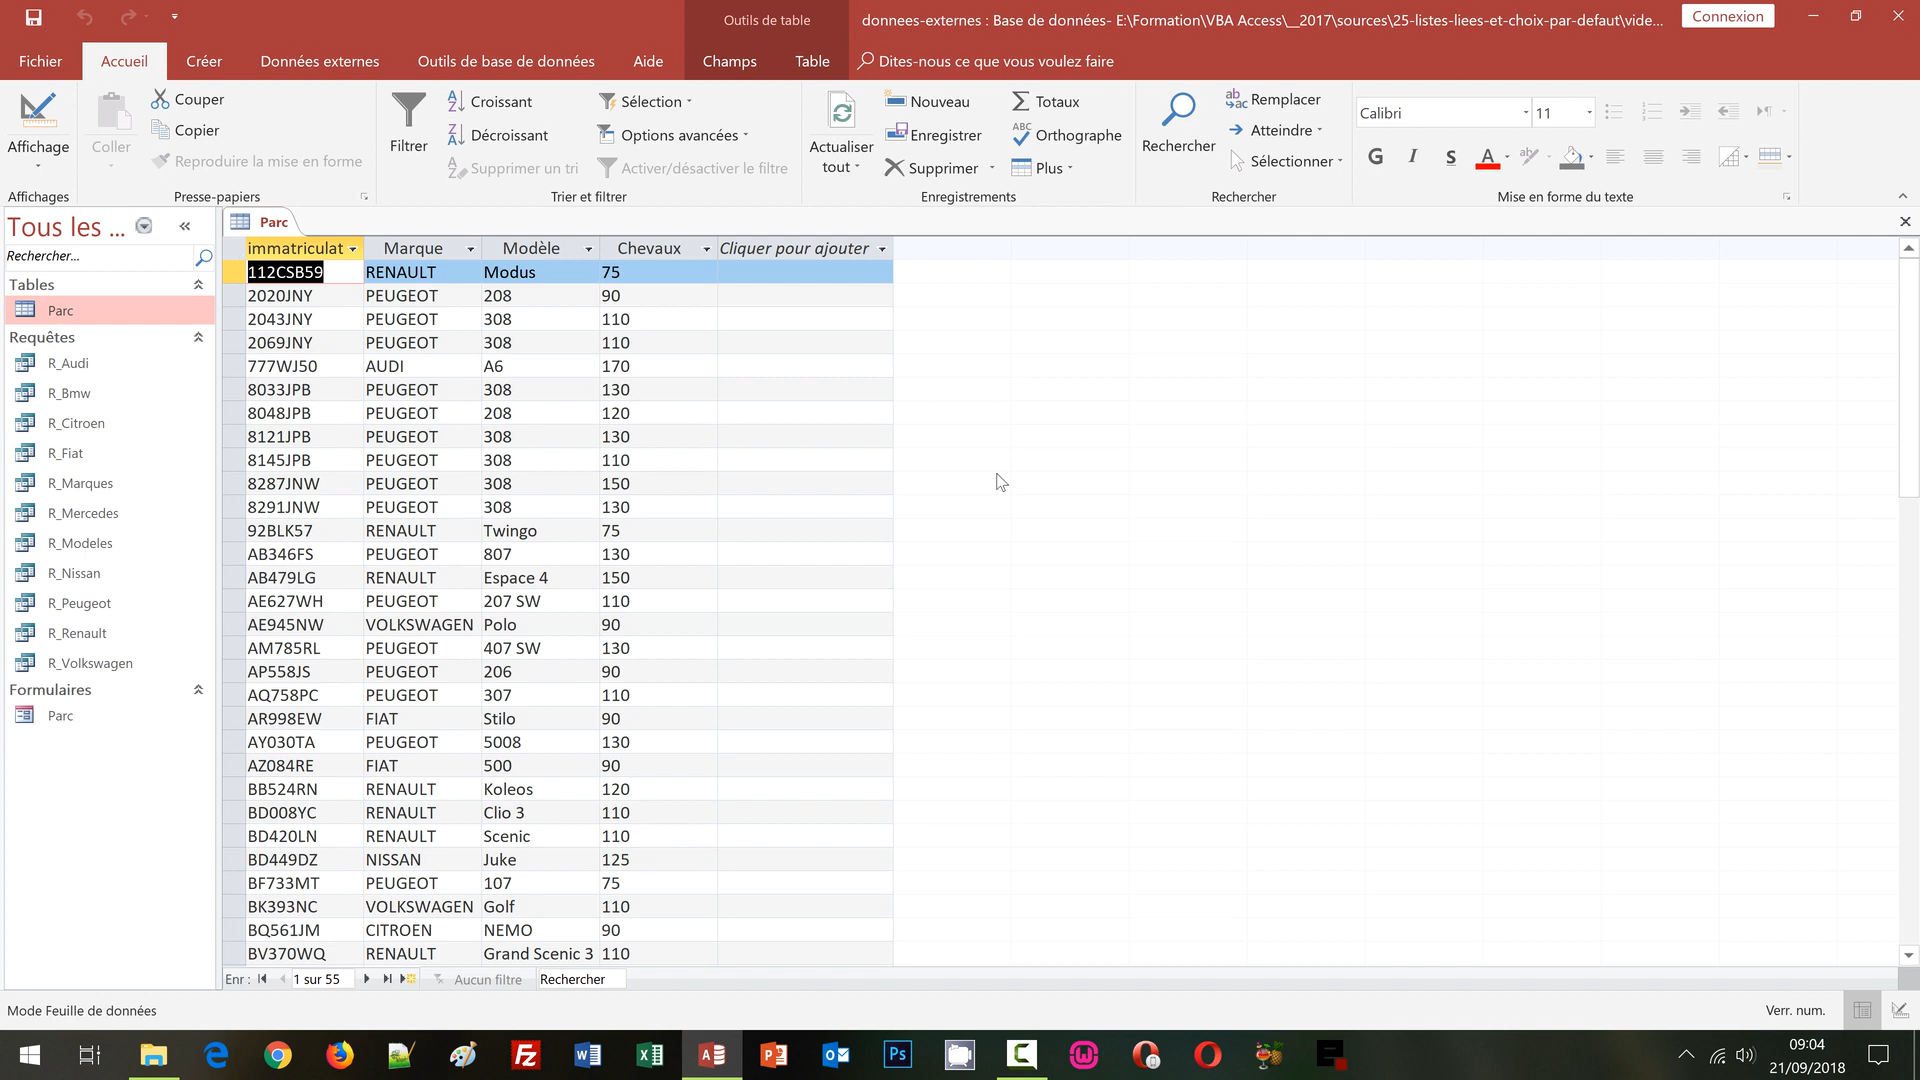 Outils de table
donnees-externes : Base de données- E:\Formation\VBA Access\__2017\sources\25-listes-liees-et-choix-par-defaut\vide...
Connexion
Fichier
Accueil
Créer
Données externes
Outils de base de données
Aide
Champs
Table
Dites-nous ce que vous voulez faire
Affichage
Affichages
Coller
Couper
Copier
Reproduire la mise en forme
Presse-papiers
Filtrer
Croissant
Décroissant
Supprimer un tri
Sélection
Options avancées
Activer/désactiver le filtre
Trier et filtrer
Actualiser
tout
Nouveau
Enregistrer
Supprimer
Totaux
Orthographe
Plus
Enregistrements
Rechercher
Remplacer
Atteindre
Sélectionner
Rechercher
Calibri
11
G I S A
Mise en forme du texte
Tous les ...
Rechercher...
Tables
Parc
Requêtes
R_Audi
R_Bmw
R_Citroen
R_Fiat
R_Marques
R_Mercedes
R_Modeles
R_Nissan
R_Peugeot
R_Renault
R_Volkswagen
Formulaires
Parc
Parc
immatriculat Marque Modèle Chevaux Cliquer pour ajouter
112CSB59 RENAULT Modus 75
2020JNY PEUGEOT 208 90
2043JNY PEUGEOT 308 110
2069JNY PEUGEOT 308 110
777WJ50 AUDI A6 170
8033JPB PEUGEOT 308 130
8048JPB PEUGEOT 208 120
8121JPB PEUGEOT 308 130
8145JPB PEUGEOT 308 110
8287JNW PEUGEOT 308 150
8291JNW PEUGEOT 308 130
92BLK57 RENAULT Twingo 75
AB346FS PEUGEOT 807 130
AB479LG RENAULT Espace 4 150
AE627WH PEUGEOT 207 SW 110
AE945NW VOLKSWAGEN Polo 90
AM785RL PEUGEOT 407 SW 130
AP558JS PEUGEOT 206 90
AQ758PC PEUGEOT 307 110
AR998EW FIAT Stilo 90
AY030TA PEUGEOT 5008 130
AZ084RE FIAT 500 90
BB524RN RENAULT Koleos 120
BD008YC RENAULT Clio 3 110
BD420LN RENAULT Scenic 110
BD449DZ NISSAN Juke 125
BF733MT PEUGEOT 107 75
BK393NC VOLKSWAGEN Golf 110
BQ561JM CITROEN NEMO 90
BV370WQ RENAULT Grand Scenic 3 110
Enr : 1 sur 55 Aucun filtre Rechercher
Mode Feuille de données
Verr. num.
09:04
21/09/2018